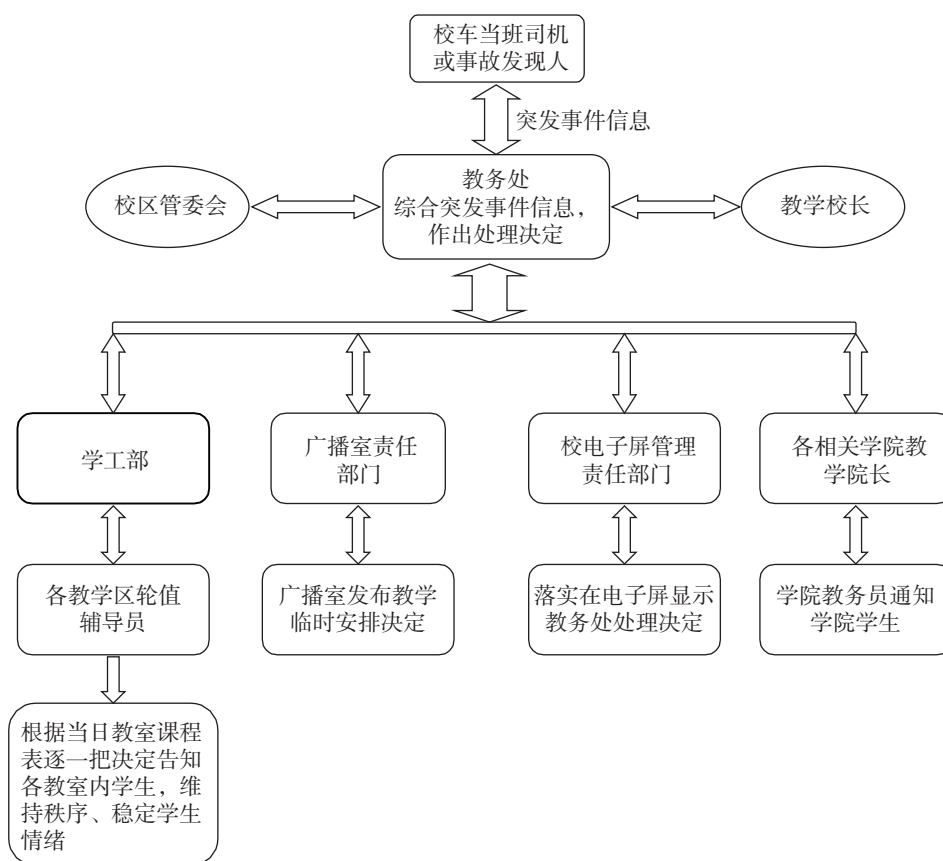 校车当班司机
或事故发现人
突发事件信息
校区管委会
教务处
综合突发事件信息，
作出处理决定
教学校长
学工部
广播室责任
部门
校电子屏管理
责任部门
各相关学院教
学院长
各教学区轮值
辅导员
广播室发布教学
临时安排决定
落实在电子屏显示
教务处处理决定
学院教务员通知
学院学生
根据当日教室课程
表逐一把决定告知
各教室内学生，维
持秩序、稳定学生
情绪